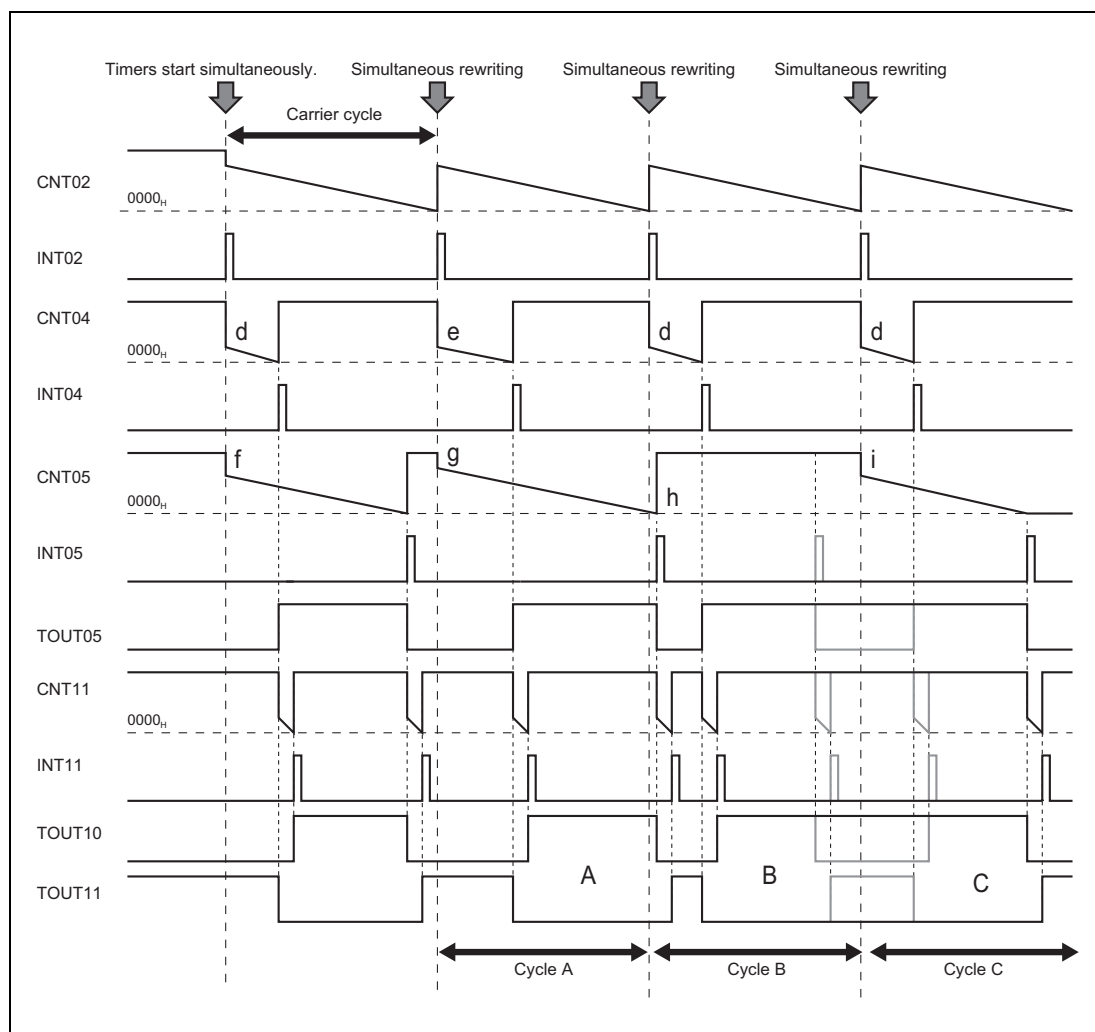 Timers start simultaneously. Simultaneous rewriting Simultaneous rewriting Simultaneous rewriting
Carrier cycle
CNT02
0000H
INT02
CNT04 d e d d
0000H
INT04
CNT05 f g h i
0000H
INT05
TOUT05
CNT11
0000H
INT11
TOUT10
A B C
TOUT11
Cycle A Cycle B Cycle C